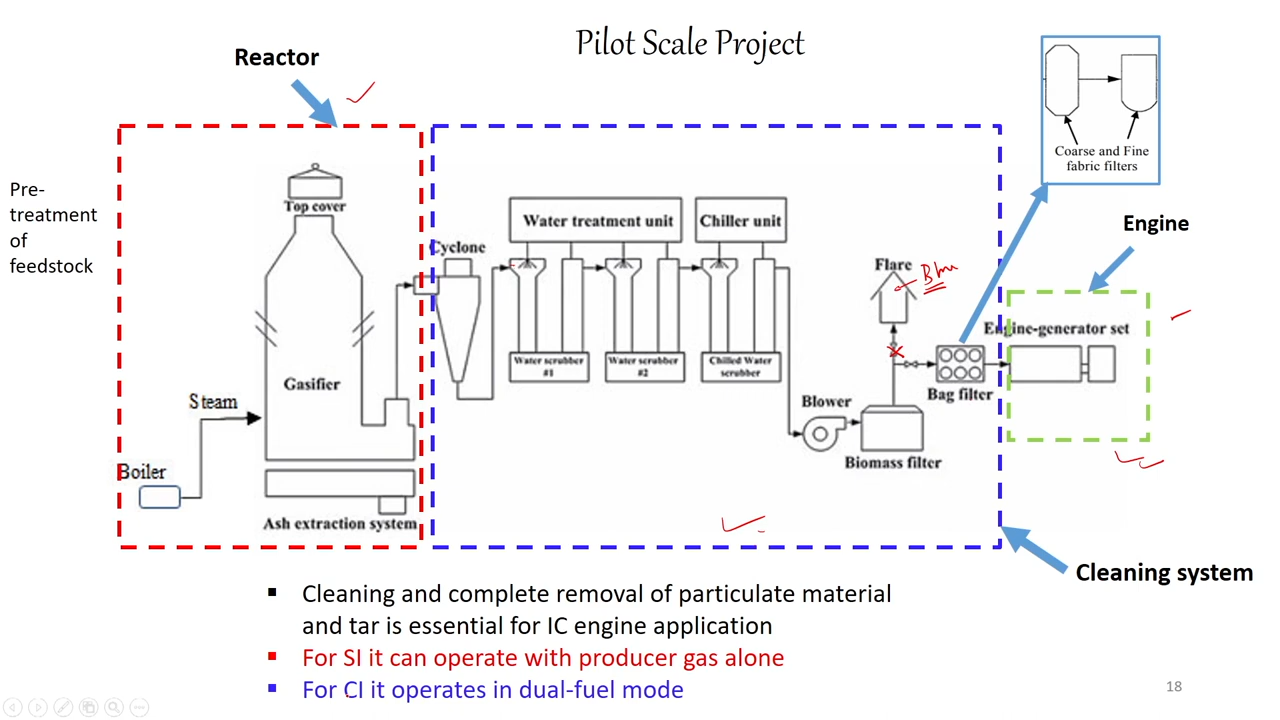 Pilot Scale Project
Reactor
Pre-
treatment
of
feedstock
Top cover
Cyclone
Water treatment unit
Chiller unit
Coarse and Fine
fabric filters
Engine
Flare
Engine-generator set
Gasifier
Water scrubber
#1
Water scrubber
#2
Chilled Water
scrubber
Steam
Blower
Bag filter
Boiler
Biomass filter
Ash extraction system
Cleaning system
▪ Cleaning and complete removal of particulate material
and tar is essential for IC engine application
▪ For SI it can operate with producer gas alone
▪ For CI it operates in dual-fuel mode
18